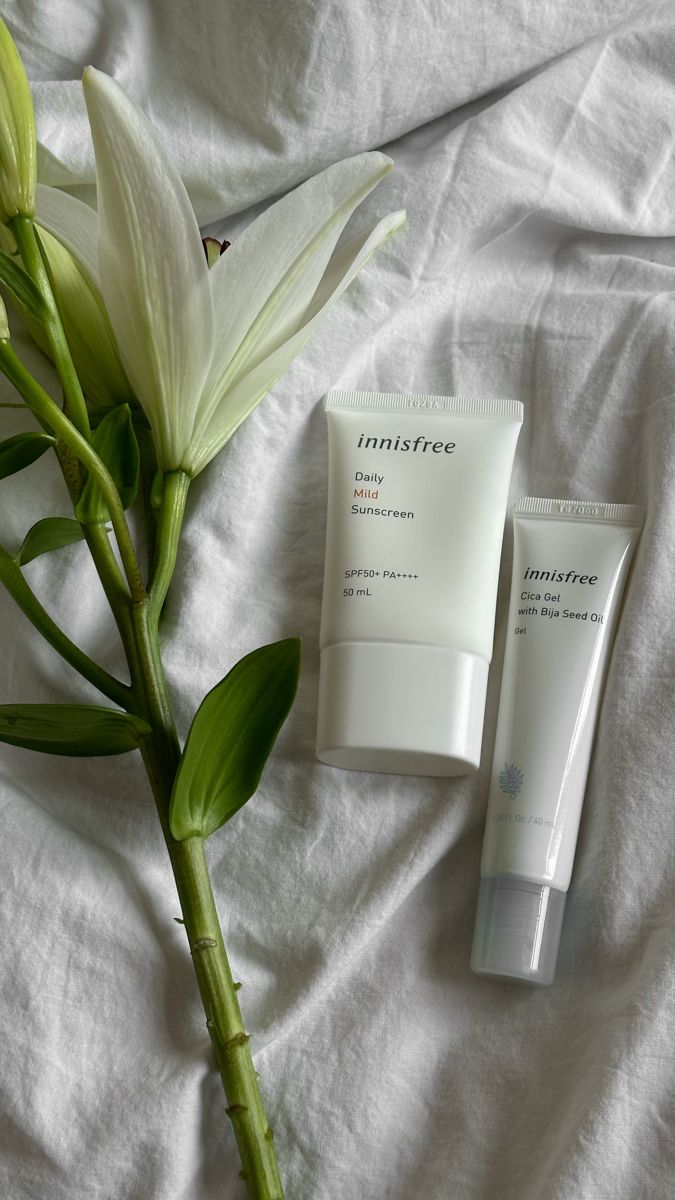 innisfree
Daily
Mild
Sunscreen
SPF50+ PA++++
50 mL
innisfree
Cica Gel
with Bija Seed Oil
Gel